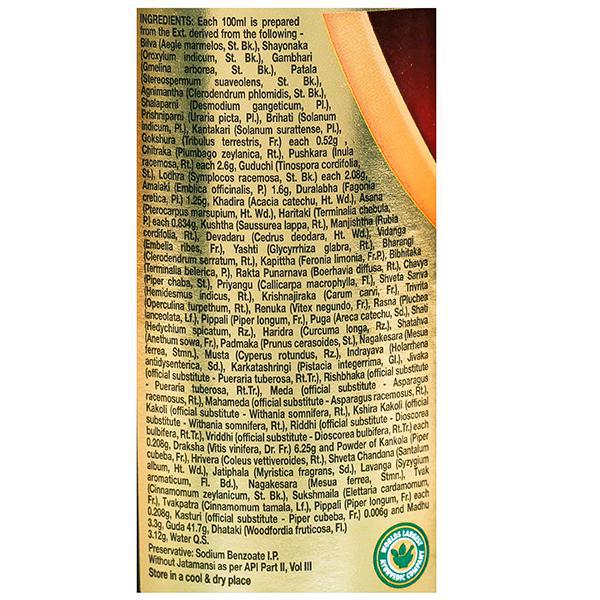 INGREDIENTS: Each 100ml is prepared
from the Ext. derived from the following -
Bilva (Aegle marmelos, St. Bk.), Shayonaka
(Oroxylum indicum, St. Bk.), Gambhari
(Gmelina arborea, St. Bk.), Patala
(Stereospermum suaveolens, St. Bk.),
Agnimantha (Clerodendrum phlomidis, St. Bk.),
Shalaparni (Desmodium gangeticum, Pl.),
Prishniparni (Uraria picta, Pl.), Brihati (Solanum
indicum, Pl.), Kantakari (Solanum surattense, Pl.),
Gokshura (Tribulus terrestris, Fr.) each 0.52g ,
Chitraka (Plumbago zeylanica, Rt.), Pushkara (Inula
racemosa, Rt.) each 2.6g, Guduchi (Tinospora cordifolia,
St.), Lodhra (Symplocos racemosa, St. Bk.) each 2.08g,
Amalaki (Emblica officinalis, P.) 1.6g, Duralabha (Fagonia
cretica, Pl.) 1.25g, Khadira (Acacia catechu, Ht. Wd.), Asana
(Pterocarpus marsupium, Ht. Wd.), Haritaki (Terminalia chebula,
P.) each 0.834g, Kushtha (Saussurea lappa, Rt.), Manjishtha (Rubia
cordifolia, Rt.), Devadaru (Cedrus deodara, Ht. Wd.), Vidanga
(Embelia ribes, Fr.), Yashti (Glycyrrhiza glabra, Rt.), Bharangi
(Clerodendrum serratum, Rt.), Kapittha (Feronia limonia, Fr.P.), Bibhitaka
(Terminalia belerica, P.), Rakta Punarnava (Boerhavia diffusa, Rt.), Chavya
(Piper chaba, St.), Priyangu (Callicarpa macrophylla, Fl.), Shveta Sariva
(Hemidesmus indicus, Rt.), Krishnajiraka (Carum carvi, Fr.), Trivrita
(Operculina turpethum, Rt.), Renuka (Vitex negundo, Fr.), Rasna (Pluchea
lanceolata, Lf.), Pippali (Piper longum, Fr.), Puga (Areca catechu, Sd.), Shati
(Hedychium spicatum, Rz.), Haridra (Curcuma longa, Rz.), Shatahva
(Anethum sowa, Fr.), Padmaka (Prunus cerasoides, St.), Nagakesara (Mesua
ferrea, Stmn.), Musta (Cyperus rotundus, Rz.), Indrayava (Holarrhena
antidysenterica, Sd.), Karkatashringi (Pistacia integerrima, Gl.), Jivaka
(official substitute - Pueraria tuberosa, Rt.Tr.), Rishbhaka (official substitute
- Pueraria tuberosa, Rt.Tr.), Meda (official substitute - Asparagus
racemosus, Rt.), Mahameda (official substitute - Asparagus racemosus, Rt.),
Kakoli (official substitute - Withania somnifera, Rt.), Kshira Kakoli (official
substitute - Withania somnifera, Rt.), Riddhi (official substitute - Dioscorea
bulbifera, Rt.Tr.), Vriddhi (official substitute - Dioscorea bulbifera, Rt.Tr.) each
0.208g, Draksha (Vitis vinifera, Dr. Fr.) 6.25g and Powder of Kankola (Piper
cubeba, Fr.), Hrivera (Coleus vettiveroides, Rt.), Shveta Chandana (Santalum
album, Ht. Wd.), Jatiphala (Myristica fragrans, Sd.), Lavanga (Syzygium
aromaticum, Fl. Bd.), Nagakesara (Mesua ferrea, Stmn.), Tvak
(Cinnamomum zeylanicum, St. Bk.), Sukshmaila (Elettaria cardamomum,
Fr.), Tvakpatra (Cinnamomum tamala, Lf.), Pippali (Piper longum, Fr.) each
0.208g, Kasturi (official substitute - Piper cubeba, Fr.) 0.006g and Madhu
3.3g, Guda 41.7g, Dhataki (Woodfordia fruticosa, Fl.)
3.12g, Water Q.S.
Preservative: Sodium Benzoate I.P.
Without Jatamansi as per API Part II, Vol III
Store in a cool & dry place
WORLDS LARGEST
AYURVEDIC COMPANY